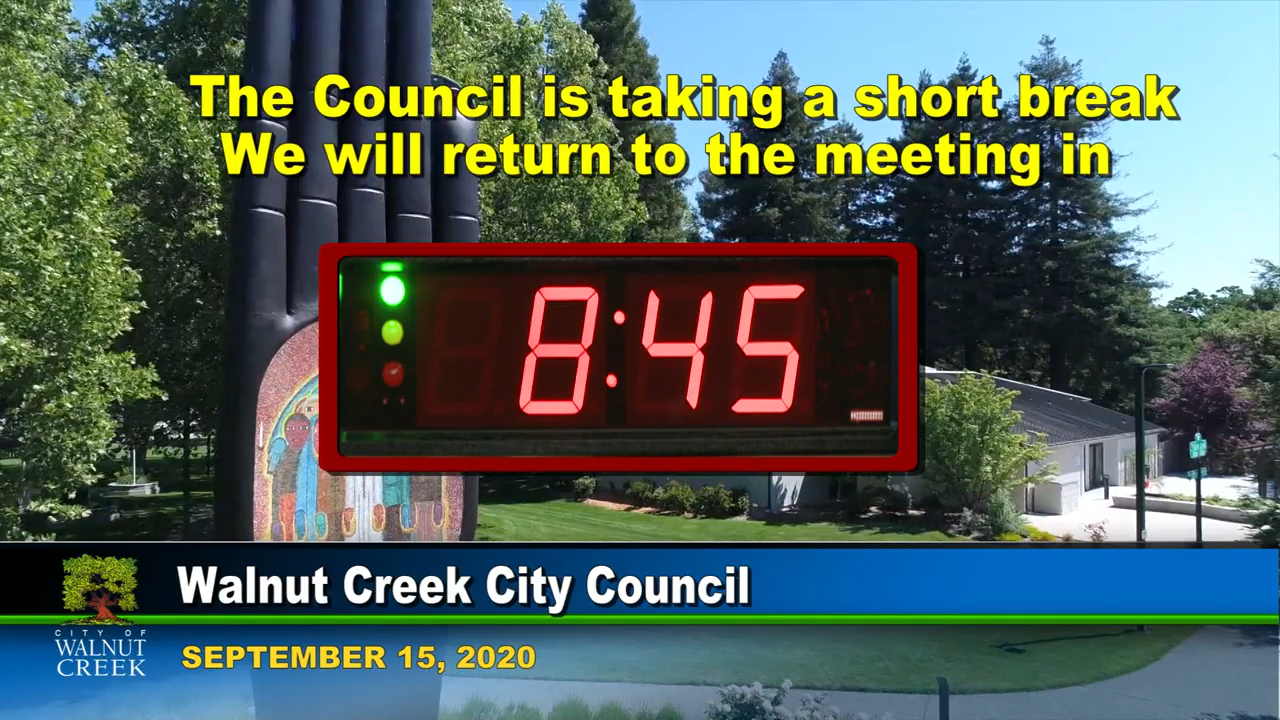 The Council is taking a short break
We will return to the meeting in
8:45
Walnut Creek City Council
CITY OF
WALNUT
CREEK
SEPTEMBER 15, 2020